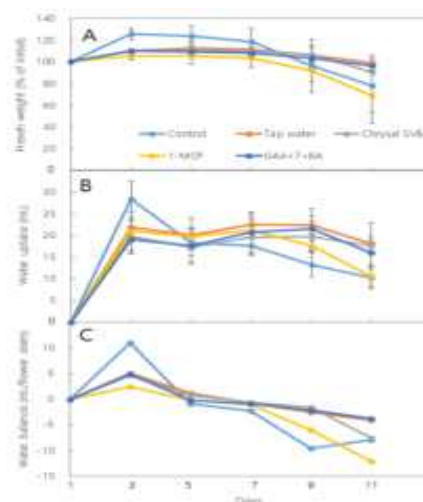 140
120
100
80
60
40
20
0
A
Fresh weight (% of initial)
Control
Tap water
Chrysal SVB
1-MCP
GA4+7+BA
35
30
25
20
15
10
5
0
B
Water uptake (mL)
10
5
0
-5
-10
-15
C
Water balance (mL/flower stem)
1
3
5
7
9
11
Days